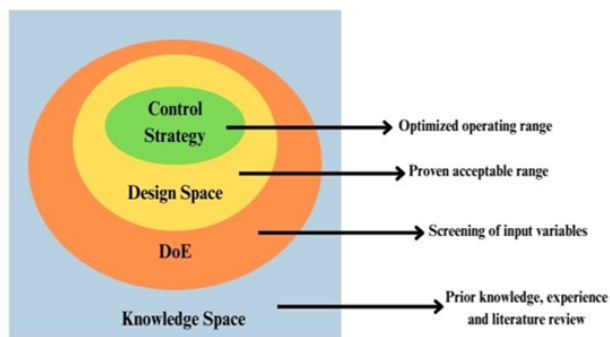 Control
Strategy
Optimized operating range
Proven acceptable range
Design Space
Screening of input variables
DoE
Prior knowledge, experience
and literature review
Knowledge Space